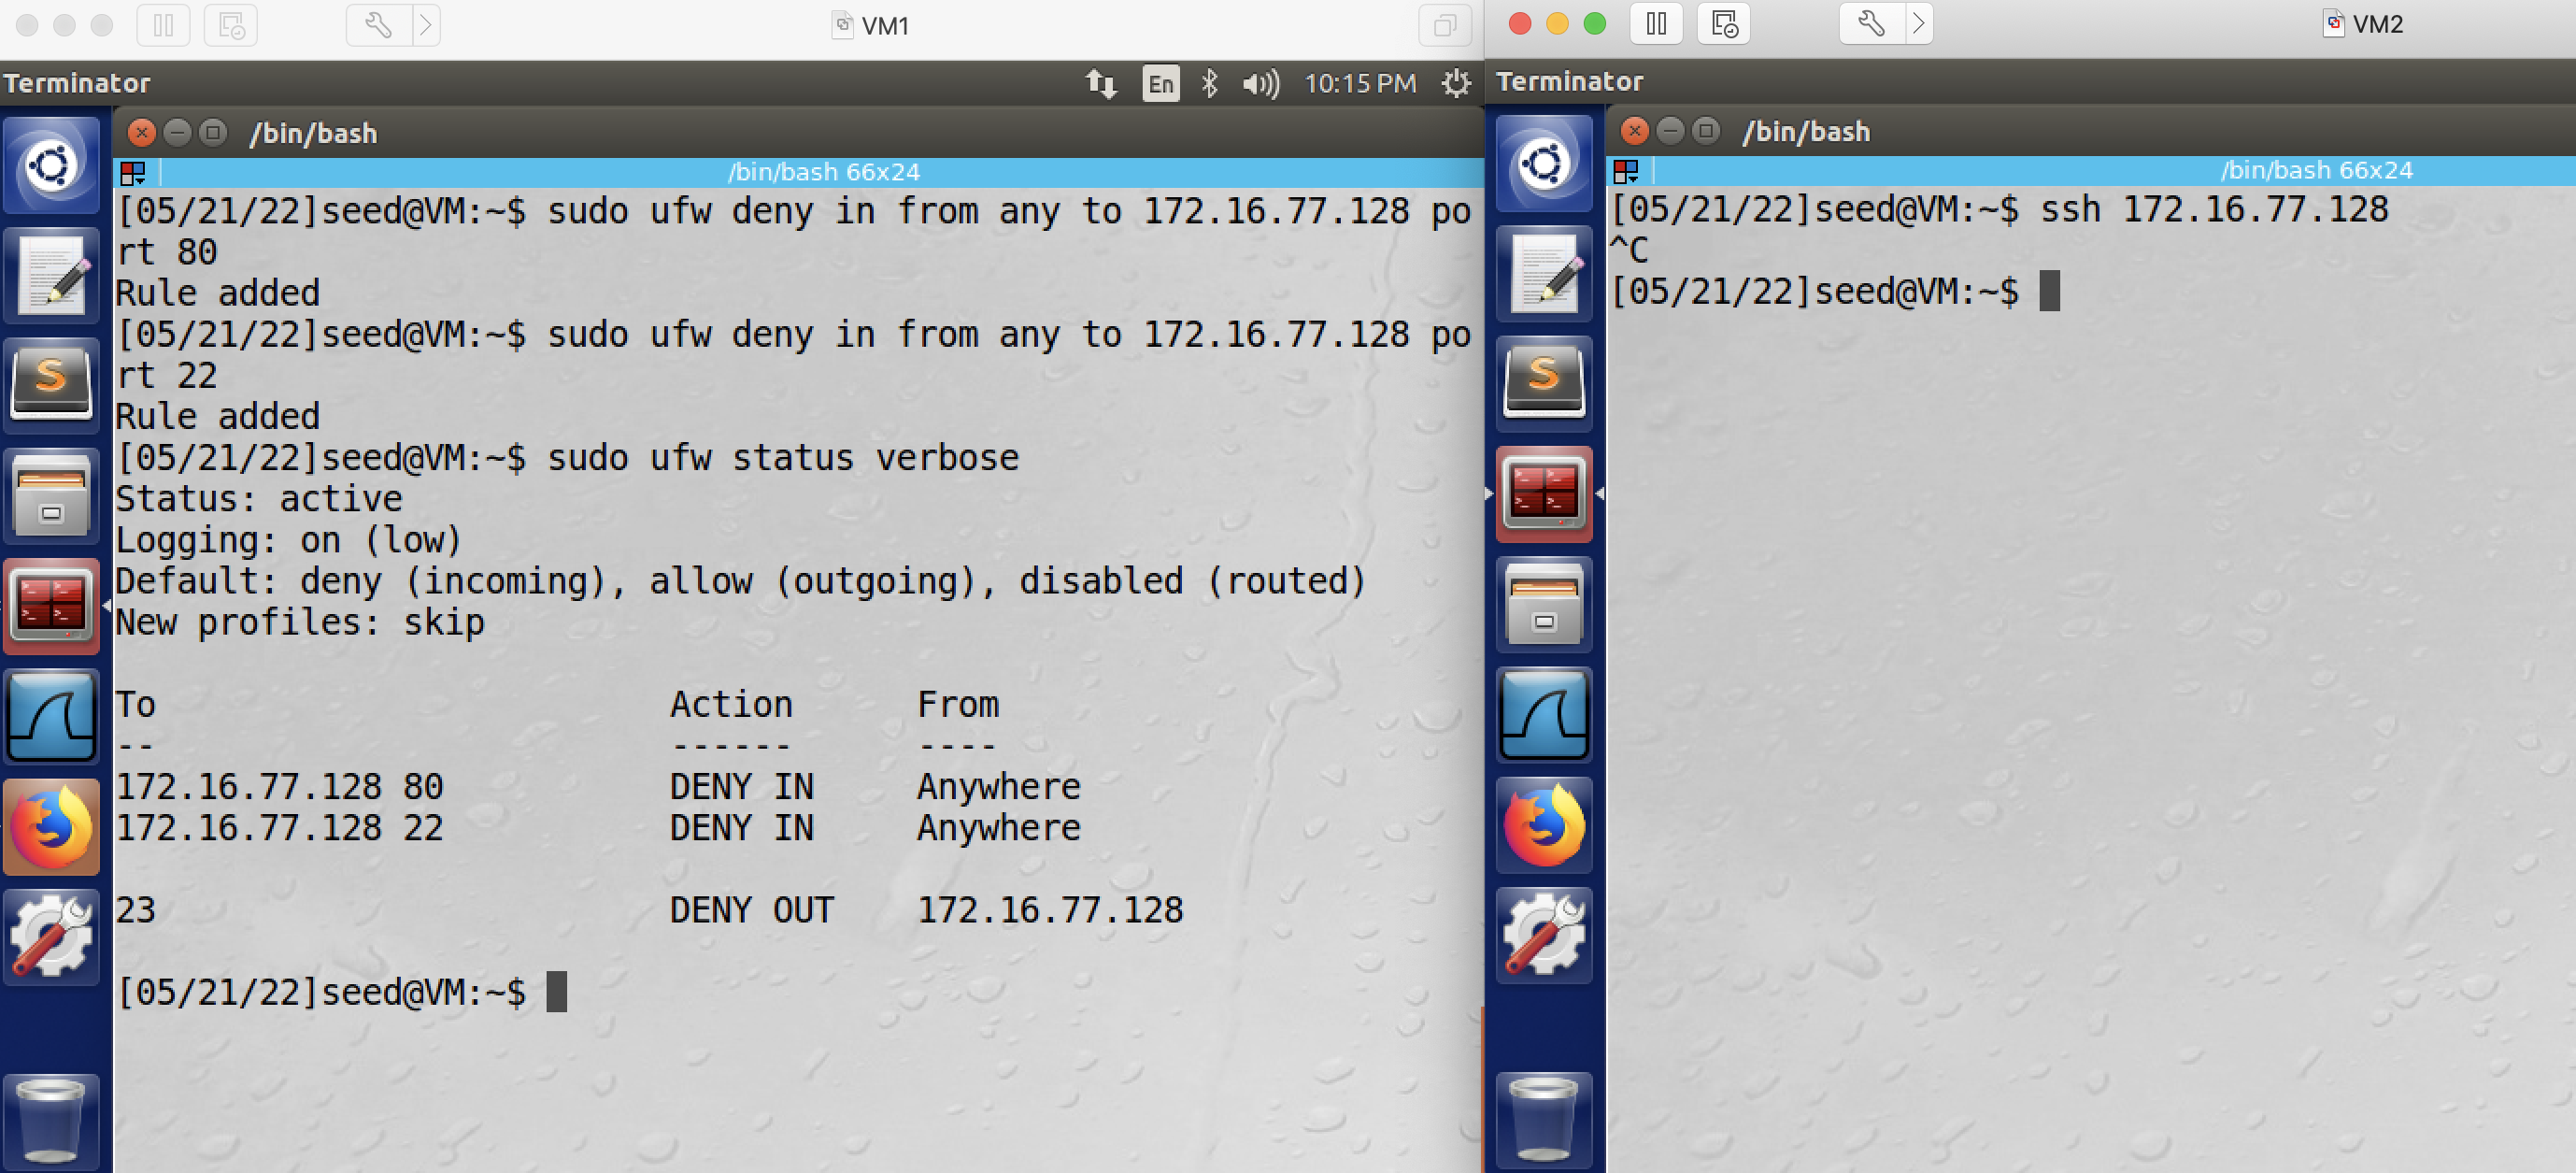 VM1
Terminator
En
10:15 PM
/bin/bash
/bin/bash 66x24
[05/21/22]seed@VM:~$ sudo ufw deny in from any to 172.16.77.128 po
rt 80
Rule added
[05/21/22]seed@VM:~$ sudo ufw deny in from any to 172.16.77.128 po
rt 22
Rule added
[05/21/22]seed@VM:~$ sudo ufw status verbose
Status: active
Logging: on (low)
Default: deny (incoming), allow (outgoing), disabled (routed)
New profiles: skip
To Action From
-- ------ ----
172.16.77.128 80 DENY IN Anywhere
172.16.77.128 22 DENY IN Anywhere
23 DENY OUT 172.16.77.128
[05/21/22]seed@VM:~$
VM2
Terminator
/bin/bash
/bin/bash 66x24
[05/21/22]seed@VM:~$ ssh 172.16.77.128
^C
[05/21/22]seed@VM:~$